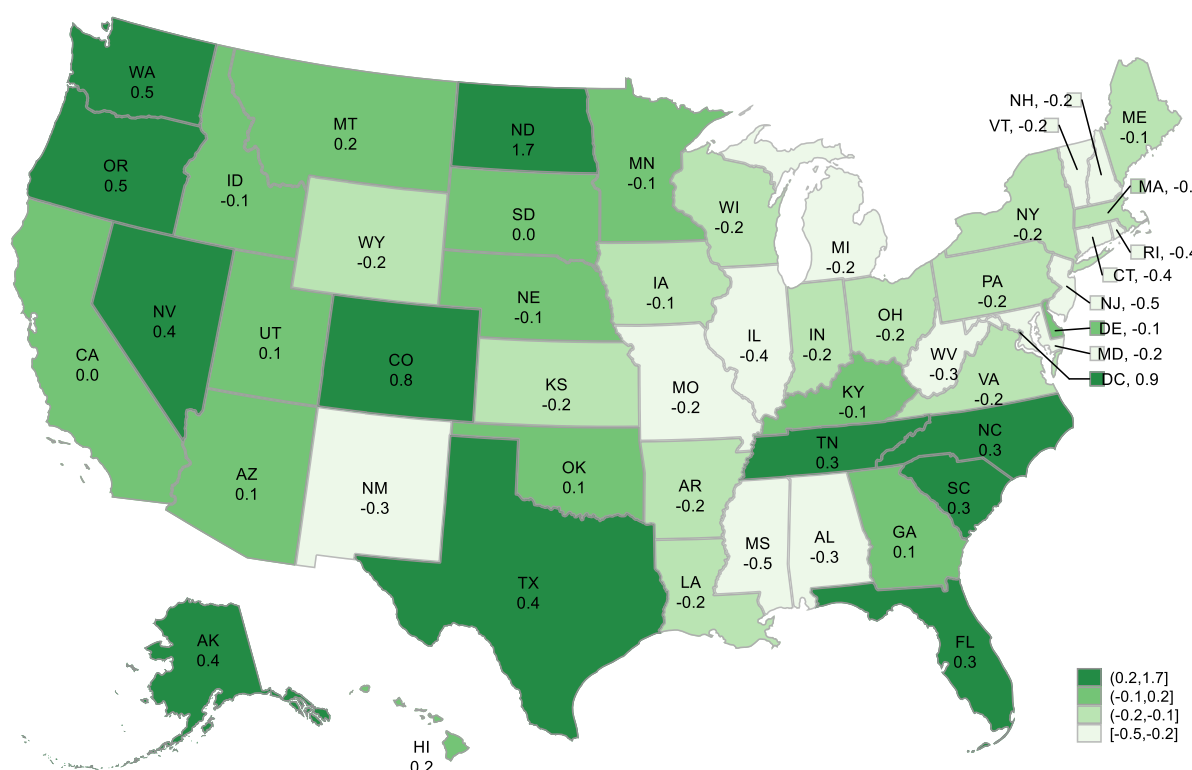 WA
0.5
OR
0.5
CA
0.0
NV
0.4
ID
-0.1
MT
0.2
WY
-0.2
UT
0.1
CO
0.8
AZ
0.1
NM
-0.3
ND
1.7
SD
0.0
NE
-0.1
KS
-0.2
OK
0.1
TX
0.4
MN
-0.1
IA
-0.1
MO
-0.2
AR
-0.2
LA
-0.2
WI
-0.2
IL
-0.4
MI
-0.2
IN
-0.2
OH
-0.2
KY
-0.1
TN
0.3
MS
-0.5
AL
-0.3
GA
0.1
FL
0.3
SC
0.3
NC
0.3
VA
-0.2
WV
-0.3
PA
-0.2
NY
-0.2
ME
-0.1
NH, -0.2
VT, -0.2
MA, -0.
RI, -0.4
CT, -0.4
NJ, -0.5
DE, -0.1
MD, -0.2
DC, 0.9
AK
0.4
HI
0.2
(0.2,1.7]
(-0.1,0.2]
(-0.2,-0.1]
[-0.5,-0.2]